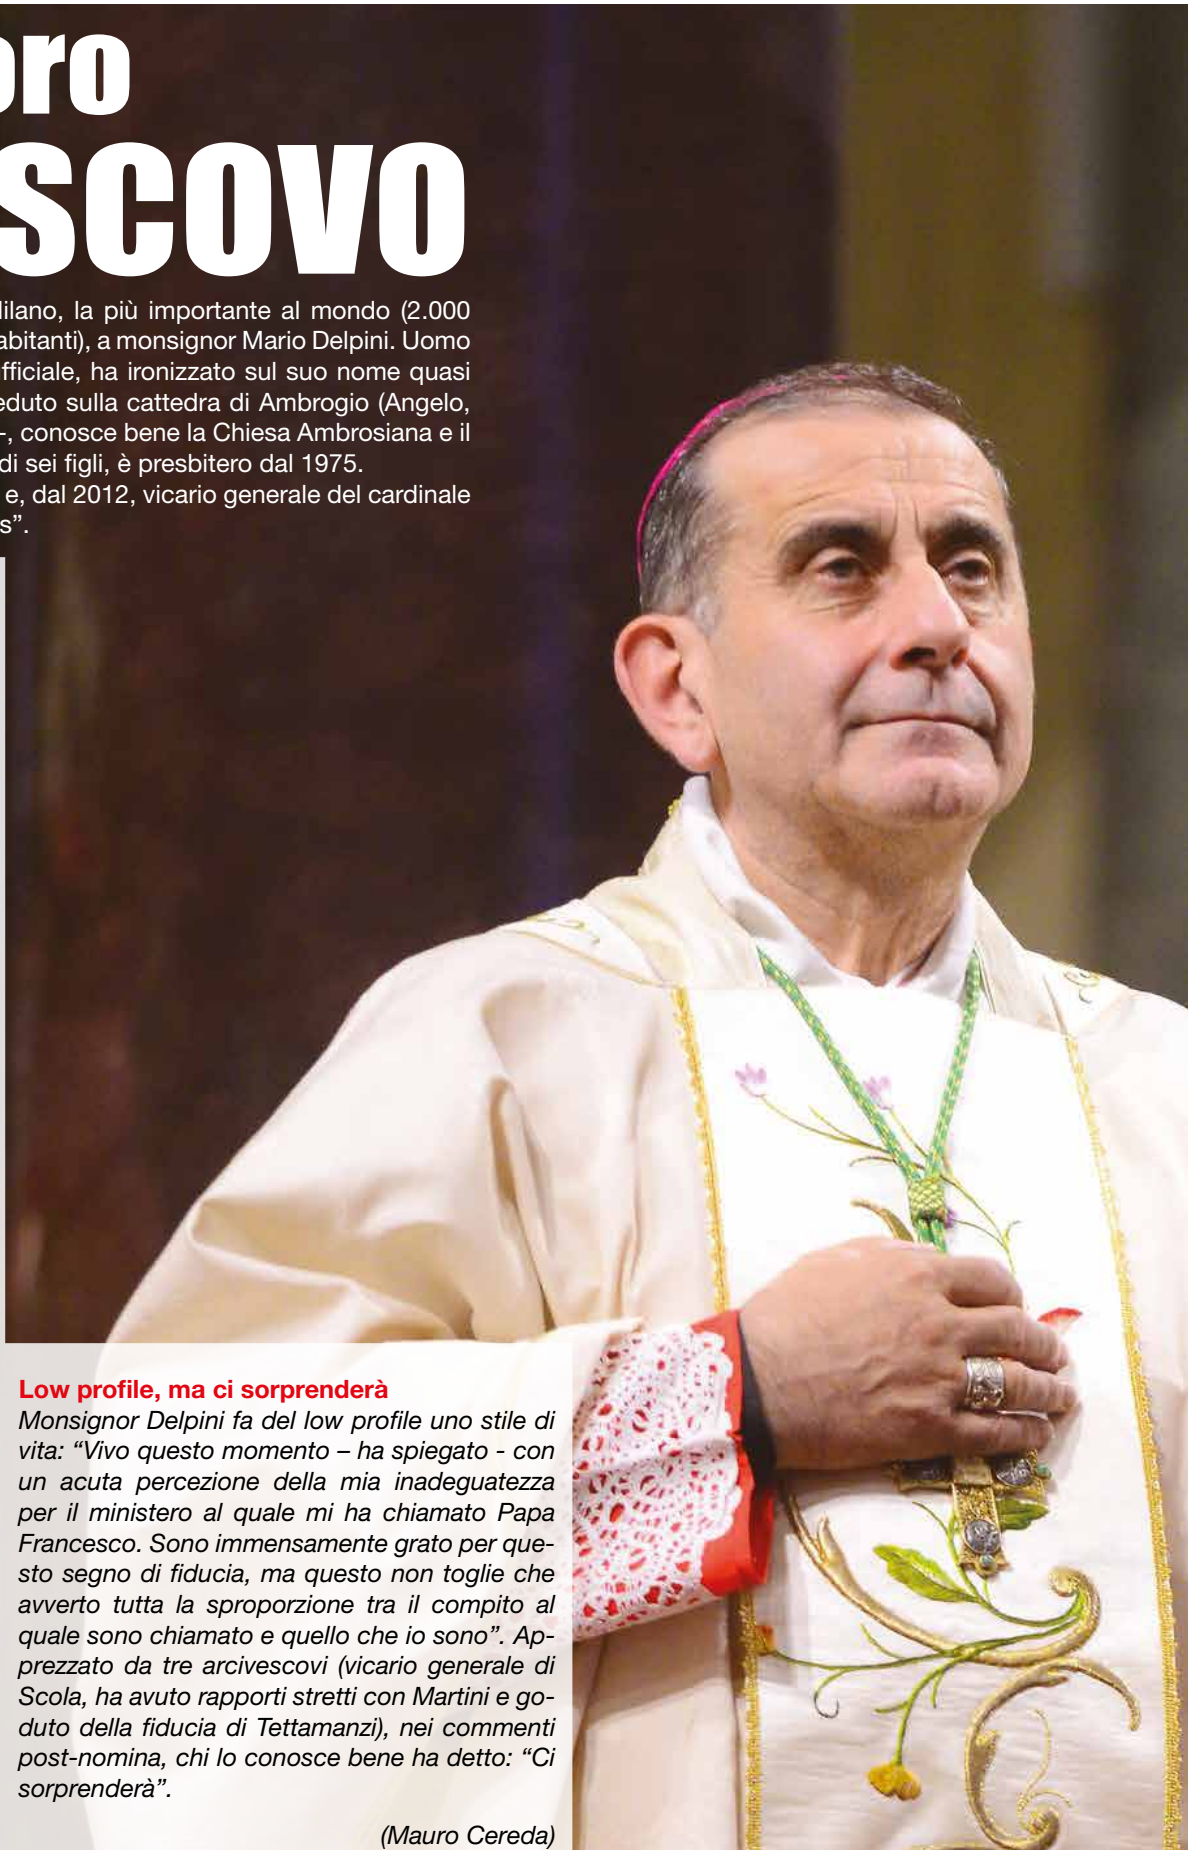 oro
SCOVO
Milano, la più importante al mondo (2.000
abitanti), a monsignor Mario Delpini. Uomo
ufficiale, ha ironizzato sul suo nome quasi
eduto sulla cattedra di Ambrogio (Angelo,
-, conosce bene la Chiesa Ambrosiana e il
di sei figli, è presbitero dal 1975.
e, dal 2012, vicario generale del cardinale
s”.
Low profile, ma ci sorprenderà
Monsignor Delpini fa del low profile uno stile di
vita: “Vivo questo momento – ha spiegato - con
un acuta percezione della mia inadeguatezza
per il ministero al quale mi ha chiamato Papa
Francesco. Sono immensamente grato per que-
sto segno di fiducia, ma questo non toglie che
avverto tutta la sproporzione tra il compito al
quale sono chiamato e quello che io sono”. Ap-
prezzato da tre arcivescovi (vicario generale di
Scola, ha avuto rapporti stretti con Martini e go-
duto della fiducia di Tettamanzi), nei commenti
post-nomina, chi lo conosce bene ha detto: “Ci
sorprenderà”.
(Mauro Cereda)